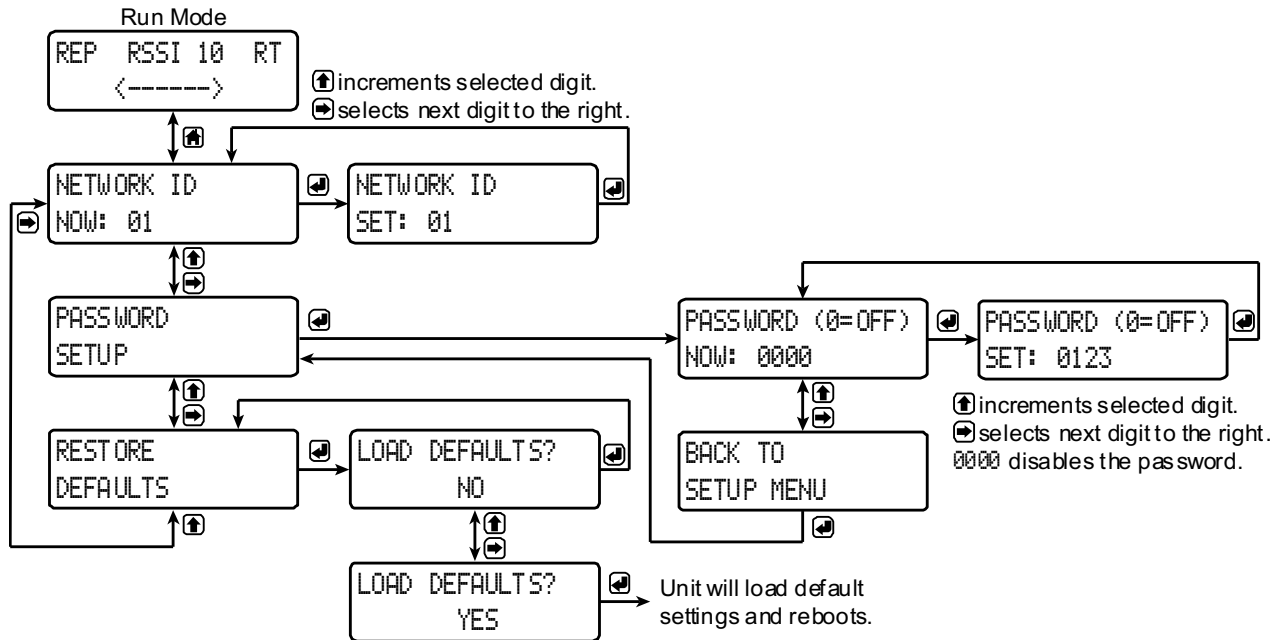 Run Mode
REP RSSI 10 RT
<------>
increments selected digit.
selects next digit to the right.
NETWORK ID
NOW: 01
NETWORK ID
SET: 01
PASSWORD
SETUP
PASSWORD (0=OFF)
NOW: 0000
PASSWORD (0=OFF)
SET: 0123
increments selected digit.
selects next digit to the right.
0000 disables the password.
RESTORE
DEFAULTS
LOAD DEFAULTS?
NO
BACK TO
SETUP MENU
LOAD DEFAULTS?
YES
Unit will load default
settings and reboots.